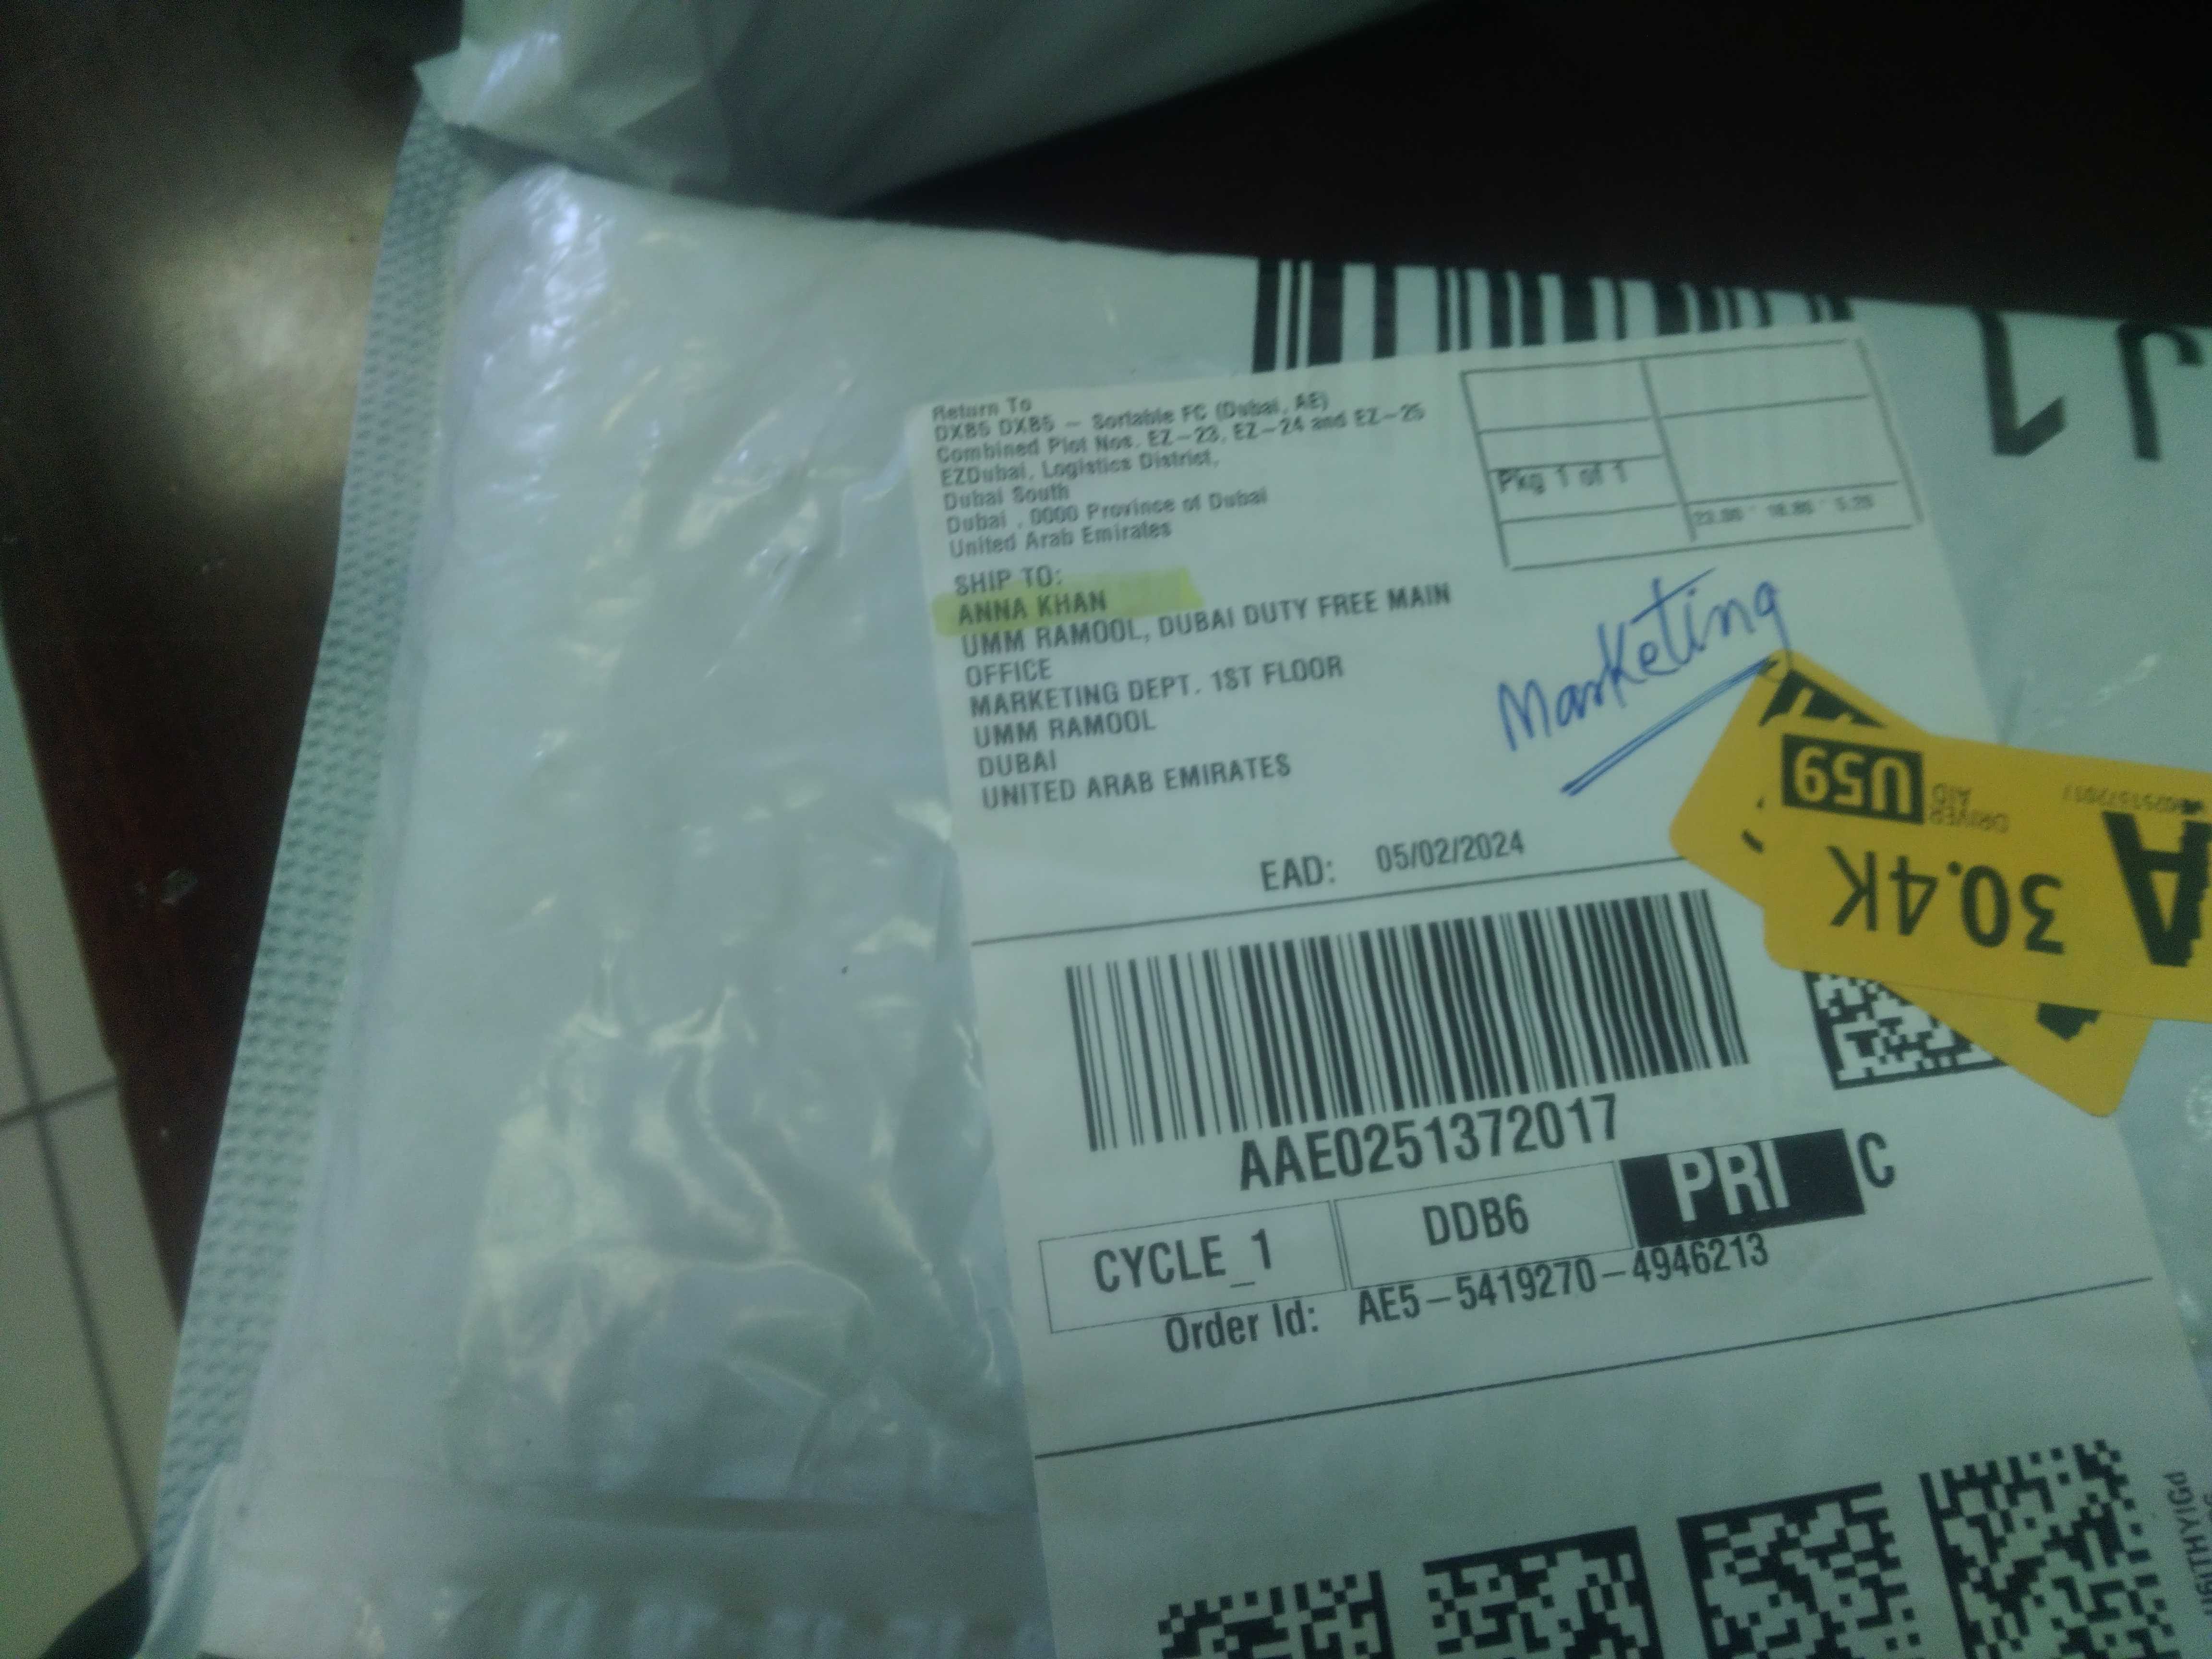 Return To
DXB5 DXB5 – Sortable FC (Dubai, AE)
Combined Plot Nos. EZ–23, EZ–24 and EZ–25
EZDubai, Logistics District,
Dubai South
Dubai , 0000 Province of Dubai
United Arab Emirates
Pkg 1 of 1
SHIP TO:
ANNA KHAN
UMM RAMOOL, DUBAI DUTY FREE MAIN
OFFICE
MARKETING DEPT. 1ST FLOOR
UMM RAMOOL
DUBAI
UNITED ARAB EMIRATES
Marketing
EAD: 05/02/2024
DRIVER AID
U59
30.4K
A
AAE0251372017
CYCLE_1 DDB6 PRI C
Order Id: AE5–5419270–4946213